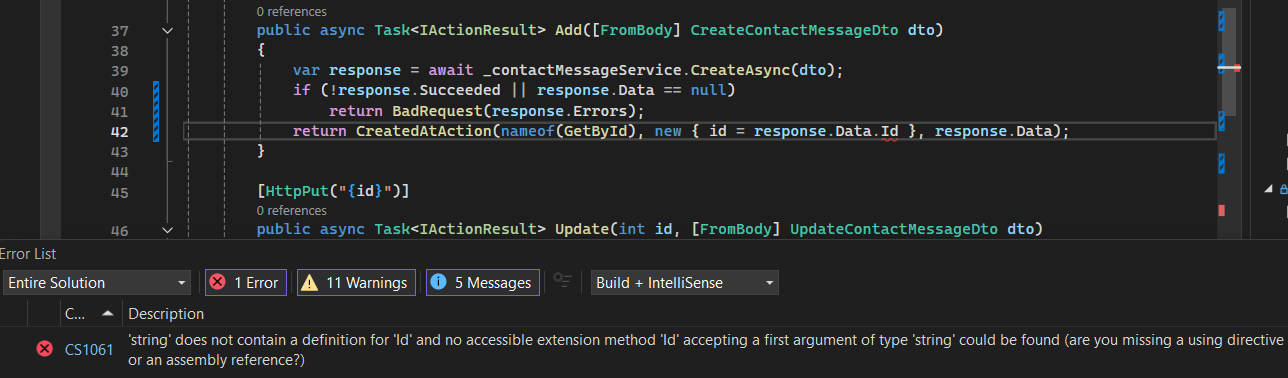 0 references
37 public async Task<IActionResult> Add([FromBody] CreateContactMessageDto dto)
38 {
39 var response = await _contactMessageService.CreateAsync(dto);
40 if (!response.Succeeded || response.Data == null)
41 return BadRequest(response.Errors);
42 return CreatedAtAction(nameof(GetById), new { id = response.Data.Id }, response.Data);
43 }
44
45 [HttpPut("{id}")]
0 references
46 public async Task<IActionResult> Update(int id, [FromBody] UpdateContactMessageDto dto)
Error List
Entire Solution 1 Error 11 Warnings 5 Messages Build + IntelliSense
C... Description
CS1061 'string' does not contain a definition for 'Id' and no accessible extension method 'Id' accepting a first argument of type 'string' could be found (are you missing a using directive
or an assembly reference?)